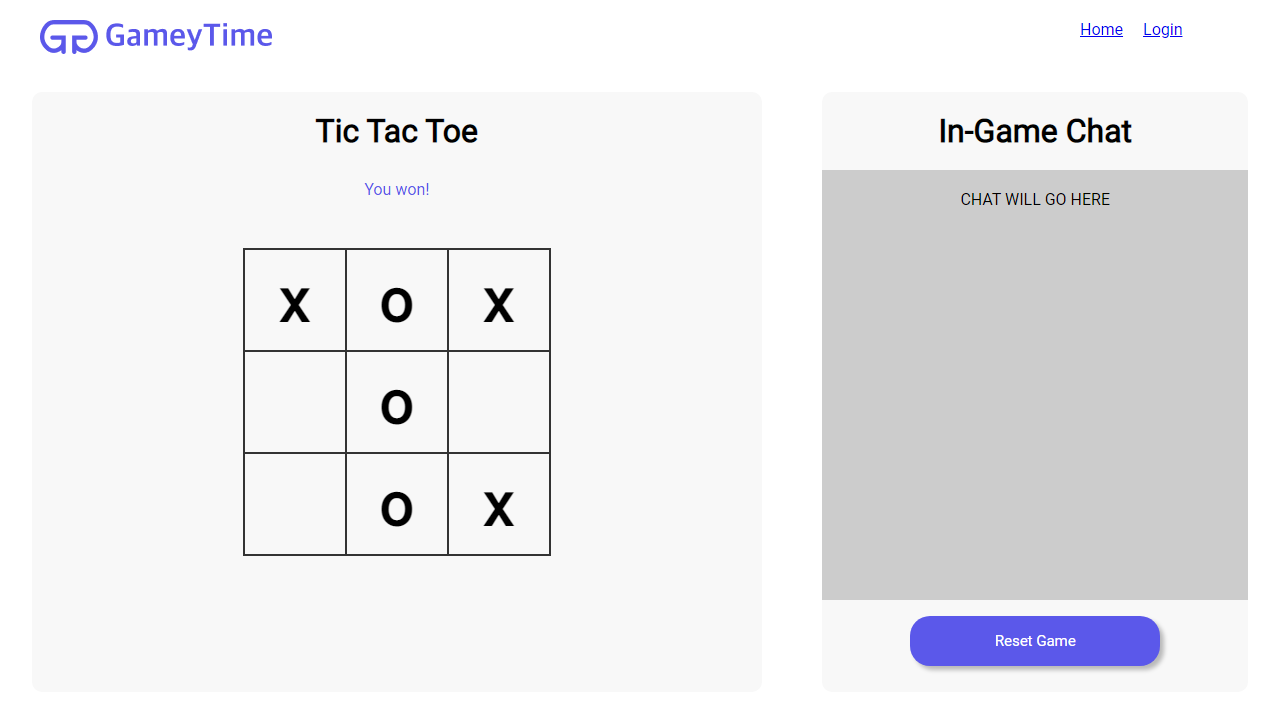 GameyTime
Home Login
Tic Tac Toe
You won!
X O X
O
O X
In-Game Chat
CHAT WILL GO HERE
Reset Game